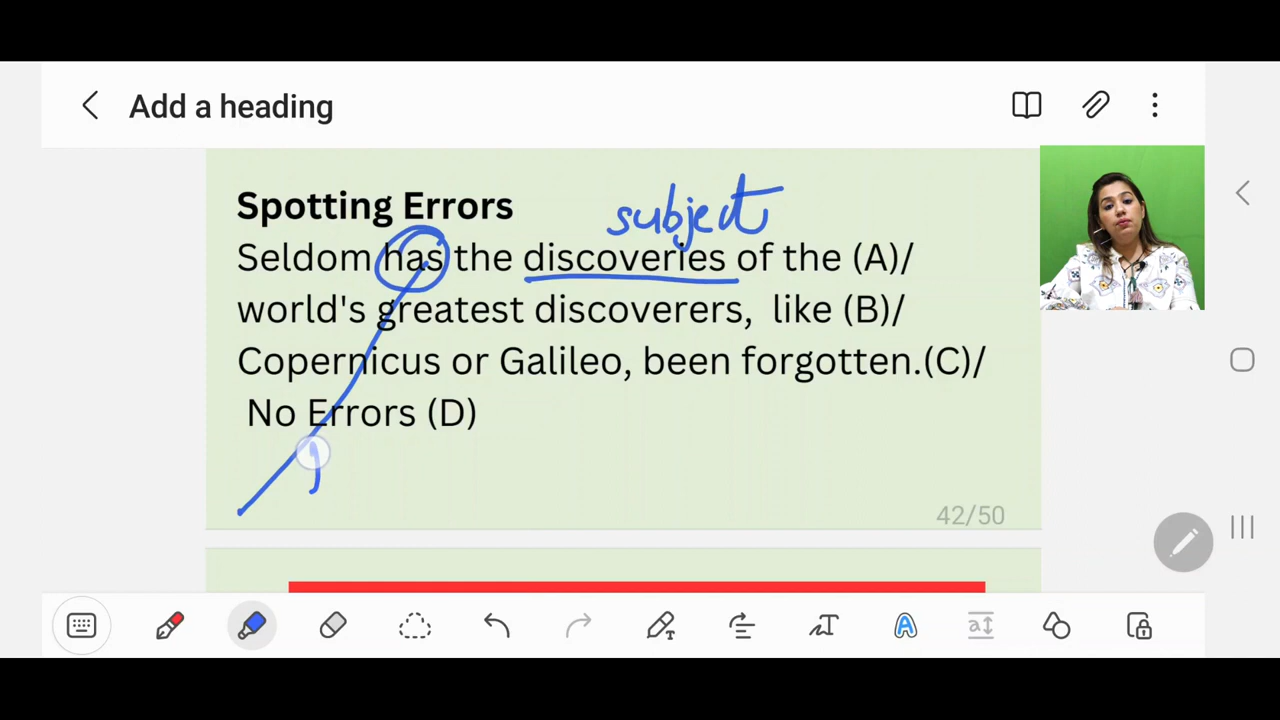 Add a heading
Spotting Errors
subject
Seldom has the discoveries of the (A)/
world's greatest discoverers,  like (B)/
Copernicus or Galileo, been forgotten.(C)/
No Errors (D)
42/50